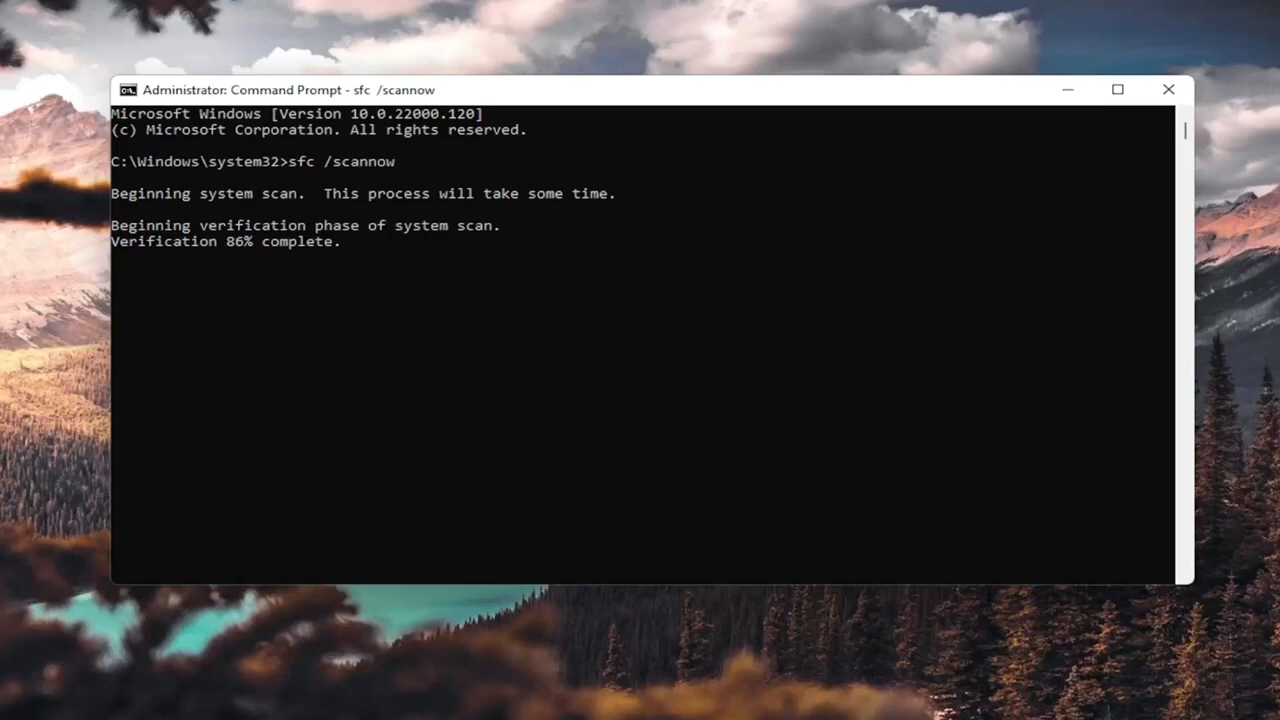 Administrator: Command Prompt - sfc  /scannow
Microsoft Windows [Version 10.0.22000.120]
(c) Microsoft Corporation. All rights reserved.
C:\Windows\system32>sfc /scannow
Beginning system scan.  This process will take some time.
Beginning verification phase of system scan.
Verification 86% complete.